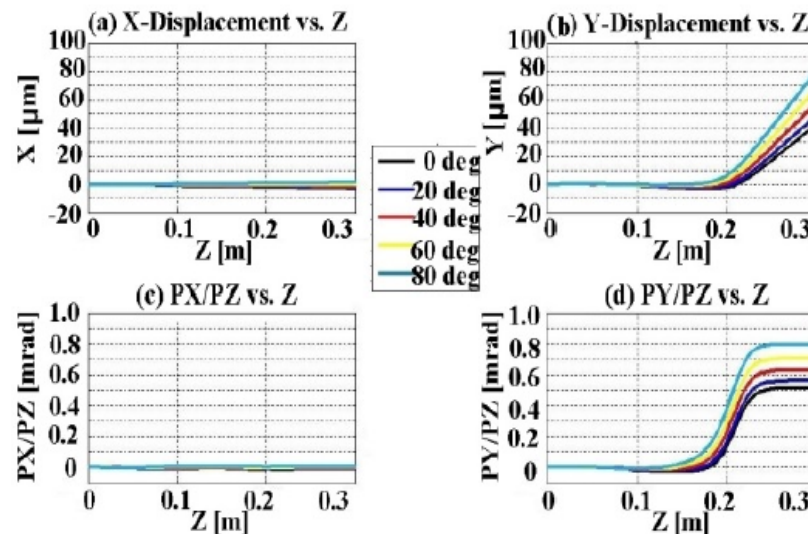 (a) X-Displacement vs. Z
100
80
60
40
20
0
-20
X [μm]
0 0.1 0.2 0.3
Z [m]
(b) Y-Displacement vs. Z
100
80
60
40
20
0
-20
Y [μm]
0 0.1 0.2 0.3
Z [m]
0 deg
20 deg
40 deg
60 deg
80 deg
(c) PX/PZ vs. Z
1.0
0.8
0.6
0.4
0.2
0
PX/PZ [mrad]
0 0.1 0.2 0.3
Z [m]
(d) PY/PZ vs. Z
1.0
0.8
0.6
0.4
0.2
0
PY/PZ [mrad]
0 0.1 0.2 0.3
Z [m]